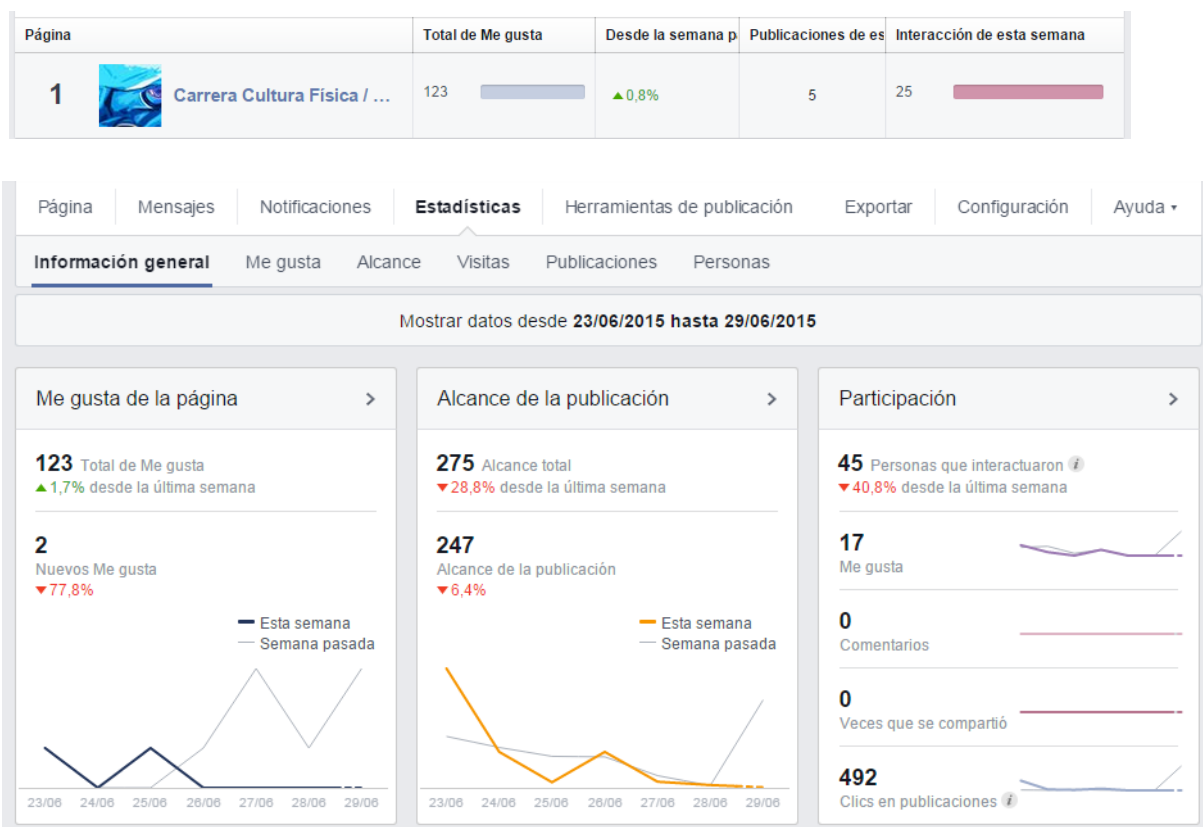 Página Total de Me gusta Desde la semana p Publicaciones de es Interacción de esta semana
1 Carrera Cultura Física / ... 123 ▲0,8% 5 25
Página Mensajes Notificaciones Estadísticas Herramientas de publicación Exportar Configuración Ayuda
Información general Me gusta Alcance Visitas Publicaciones Personas
Mostrar datos desde 23/06/2015 hasta 29/06/2015
Me gusta de la página
123 Total de Me gusta
▲1,7% desde la última semana
2
Nuevos Me gusta
▼77,8%
Esta semana
Semana pasada
23/06 24/06 25/06 26/06 27/06 28/06 29/06
Alcance de la publicación
275 Alcance total
▼28,8% desde la última semana
247
Alcance de la publicación
▼6,4%
Esta semana
Semana pasada
23/06 24/06 25/06 26/06 27/06 28/06 29/06
Participación
45 Personas que interactuaron i
▼40,8% desde la última semana
17
Me gusta
0
Comentarios
0
Veces que se compartió
492
Clics en publicaciones i